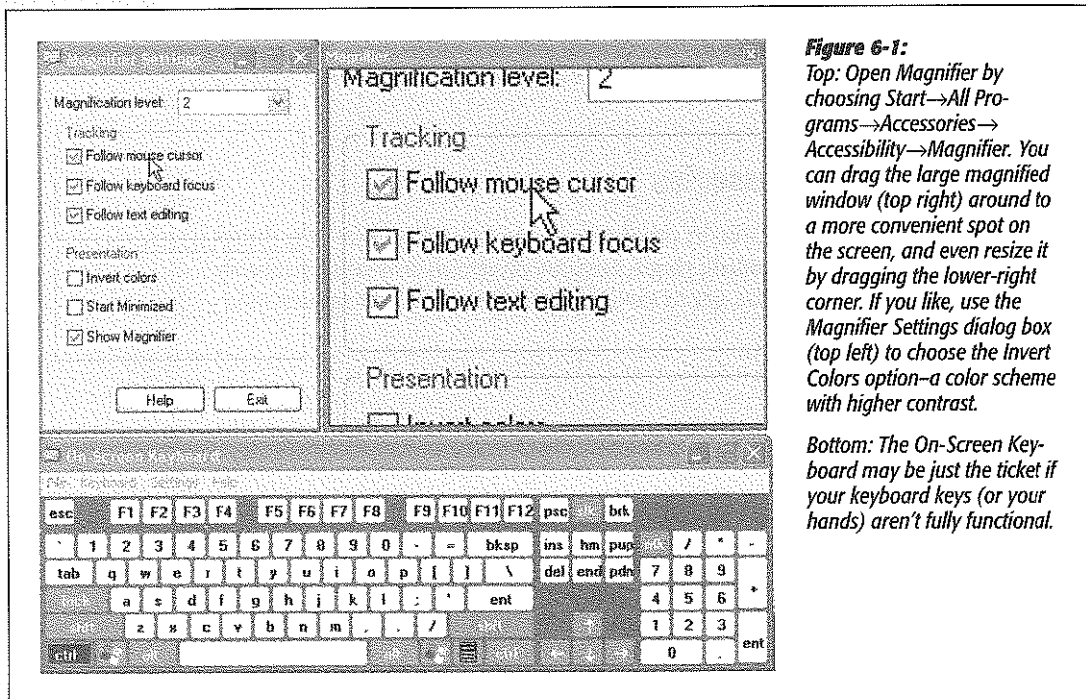 Magnification level: 2
Tracking
Follow mouse cursor
Follow keyboard focus
Follow text editing
Presentation
Invert colors
Start Minimized
Show Magnifier
Help Exit
Magnification level: 2
Tracking
Follow mouse cursor
Follow keyboard focus
Follow text editing
Presentation
Invert colors
Figure 6-1:
Top: Open Magnifier by
choosing Start→All Pro-
grams→Accessories→
Accessibility→Magnifier. You
can drag the large magnified
window (top right) around to
a more convenient spot on
the screen, and even resize it
by dragging the lower-right
corner. If you like, use the
Magnifier Settings dialog box
(top left) to choose the Invert
Colors option–a color scheme
with higher contrast.
Bottom: The On-Screen Key-
board may be just the ticket if
your keyboard keys (or your
hands) aren't fully functional.
On-Screen Keyboard
File Keyboard Settings Help
esc F1 F2 F3 F4 F5 F6 F7 F8 F9 F10 F11 F12 psc brk
` 1 2 3 4 5 6 7 8 9 0 - = bksp ins hm pup / * -
tab q w e r t y u i o p [ ] \ del end pdn 7 8 9 +
a s d f g h j k l ; ' ent 4 5 6
z x c v b n m , . / 1 2 3 ent
ctrl 0 .